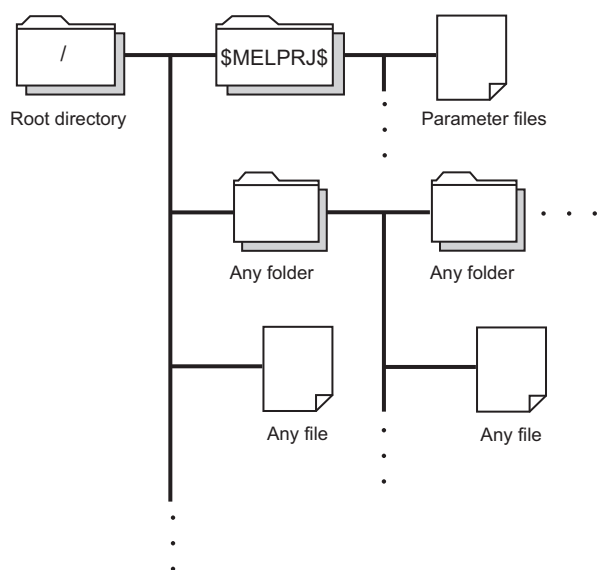 /
$MELPRJ$
Root directory
Parameter files
Any folder
Any folder
Any file
Any file